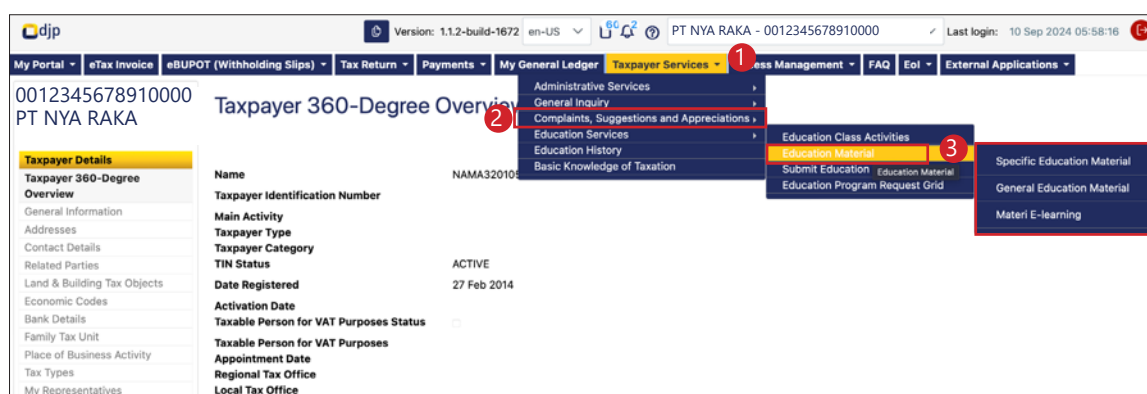 djp
Version: 1.1.2-build-1672 en-US 60 2 PT NYA RAKA - 0012345678910000 Last login: 10 Sep 2024 05:58:16
My Portal eTax Invoice eBUPOT (Withholding Slips) Tax Return Payments My General Ledger Taxpayer Services 1 ess Management FAQ EoI External Applications
0012345678910000
PT NYA RAKA
Taxpayer 360-Degree Overview
Administrative Services
General Inquiry
2 Complaints, Suggestions and Appreciations
Education Services
Education History
Basic Knowledge of Taxation
Education Class Activities
Education Material 3
Submit Education
Education Material
Education Program Request Grid
Specific Education Material
General Education Material
Materi E-learning
Taxpayer Details
Taxpayer 360-Degree
Overview
General Information
Addresses
Contact Details
Related Parties
Land & Building Tax Objects
Economic Codes
Bank Details
Family Tax Unit
Place of Business Activity
Tax Types
My Representatives
Name NAMA320105
Taxpayer Identification Number
Main Activity
Taxpayer Type
Taxpayer Category
TIN Status ACTIVE
Date Registered 27 Feb 2014
Activation Date
Taxable Person for VAT Purposes Status
Taxable Person for VAT Purposes
Appointment Date
Regional Tax Office
Local Tax Office